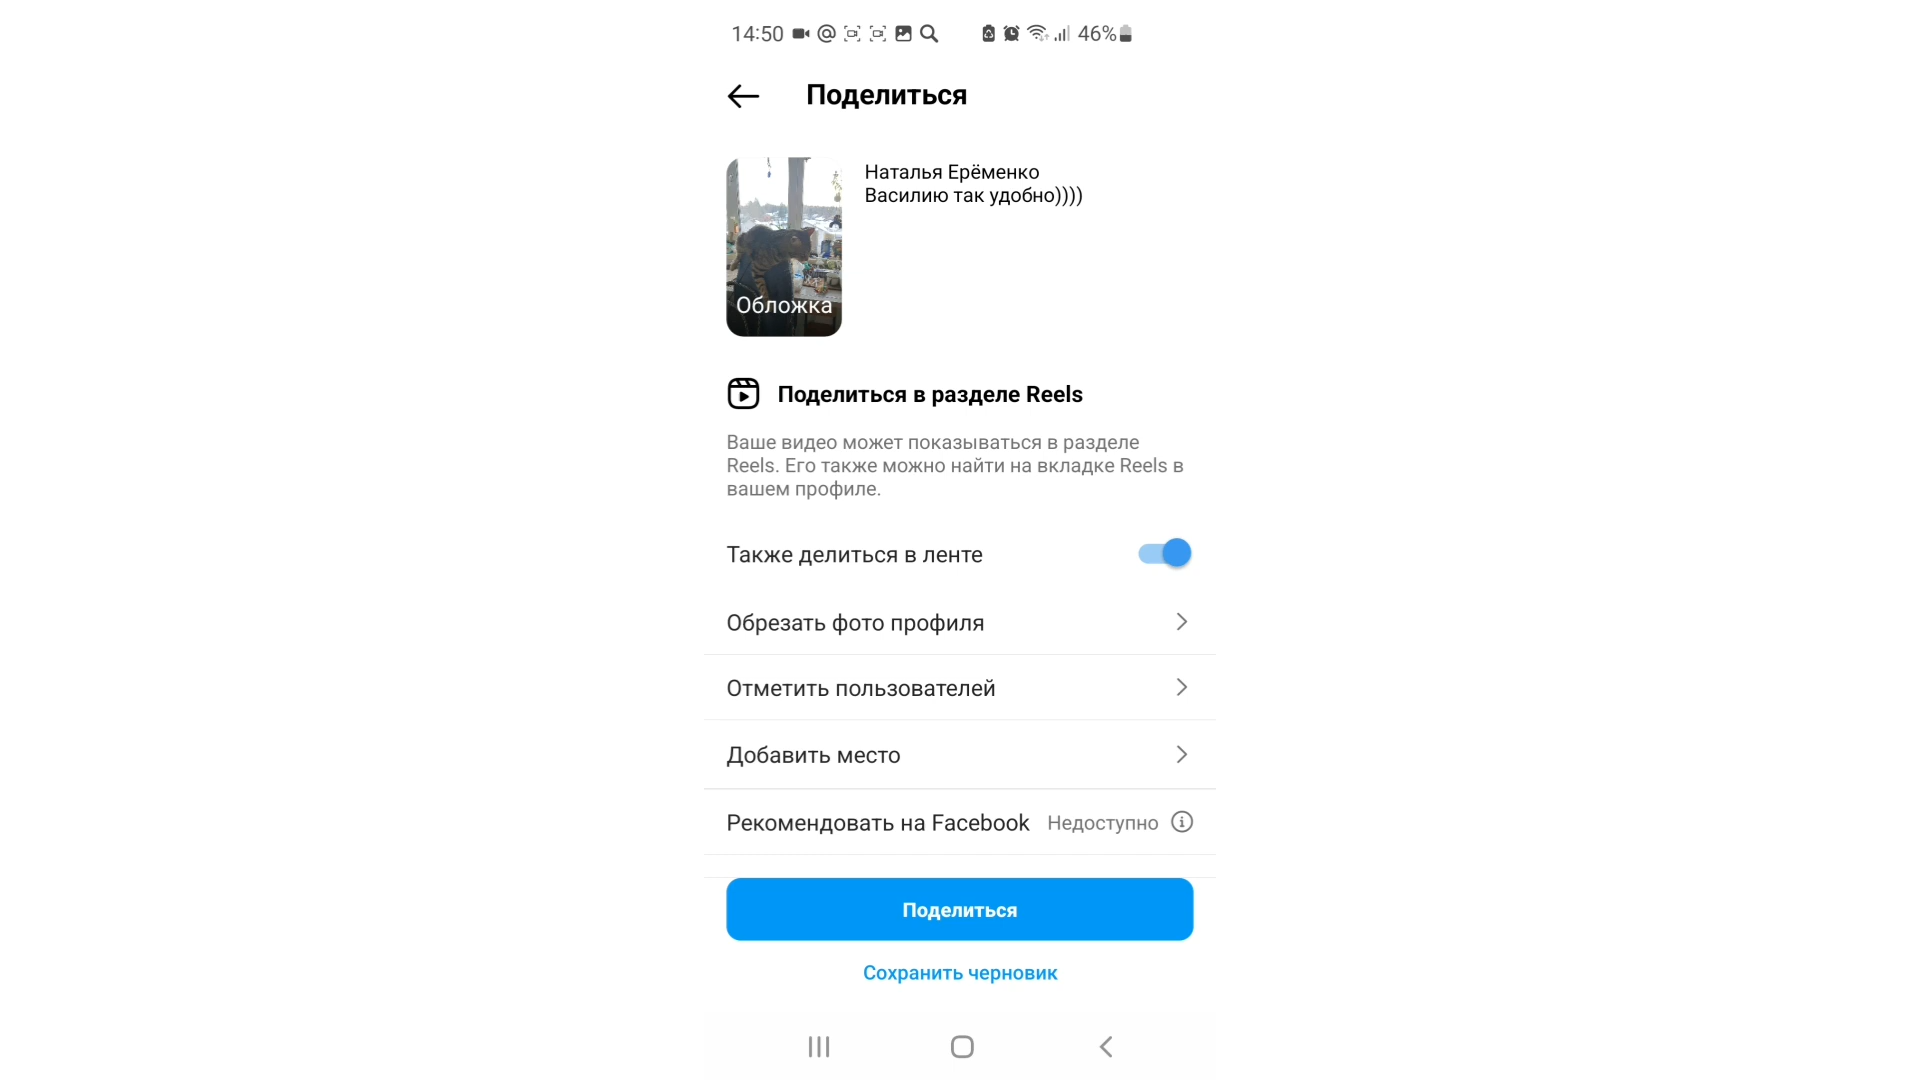 14:50 46%
Поделиться
Наталья Ерёменко
Василию так удобно))))
Обложка
Поделиться в разделе Reels
Ваше видео может показываться в разделе
Reels. Его также можно найти на вкладке Reels в
вашем профиле.
Также делиться в ленте
Обрезать фото профиля
Отметить пользователей
Добавить место
Рекомендовать на Facebook Недоступно
Поделиться
Сохранить черновик